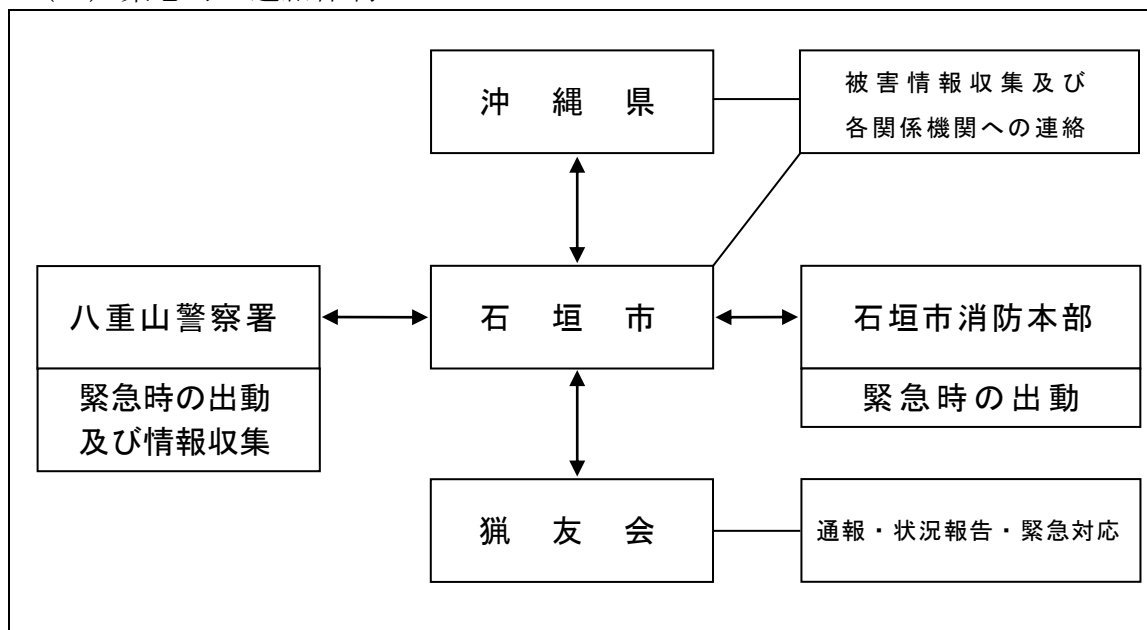 沖縄県
被害情報収集及び
各関係機関への連絡
八重山警察署
石垣市
石垣市消防本部
緊急時の出動
及び情報収集
緊急時の出動
猟友会
通報・状況報告・緊急対応